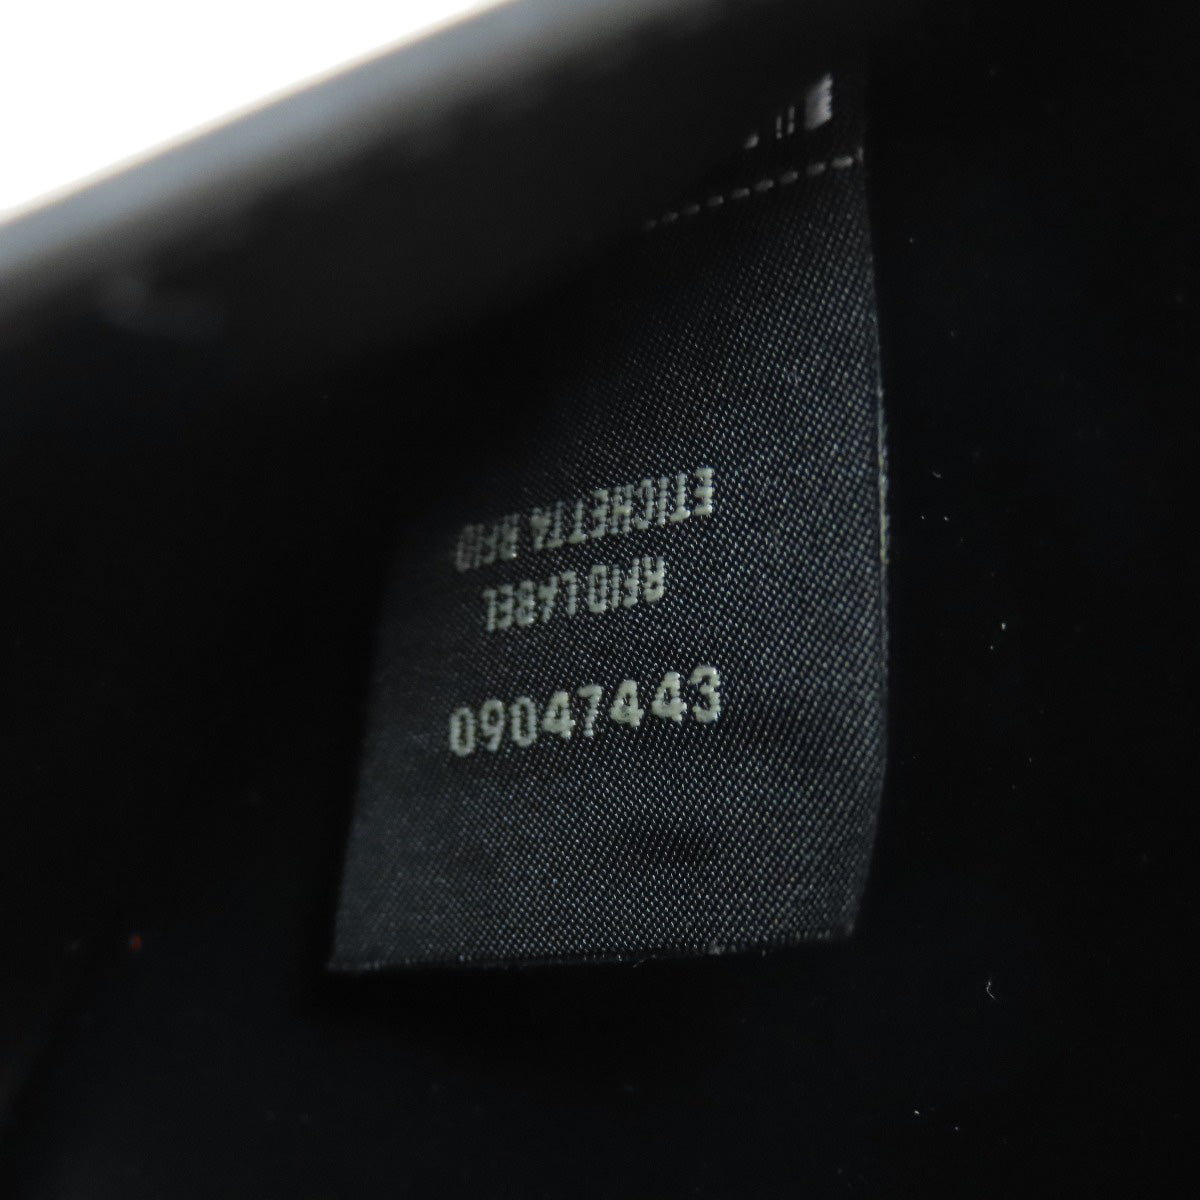 ETICHETTA RFID
RFID LABEL
09047443